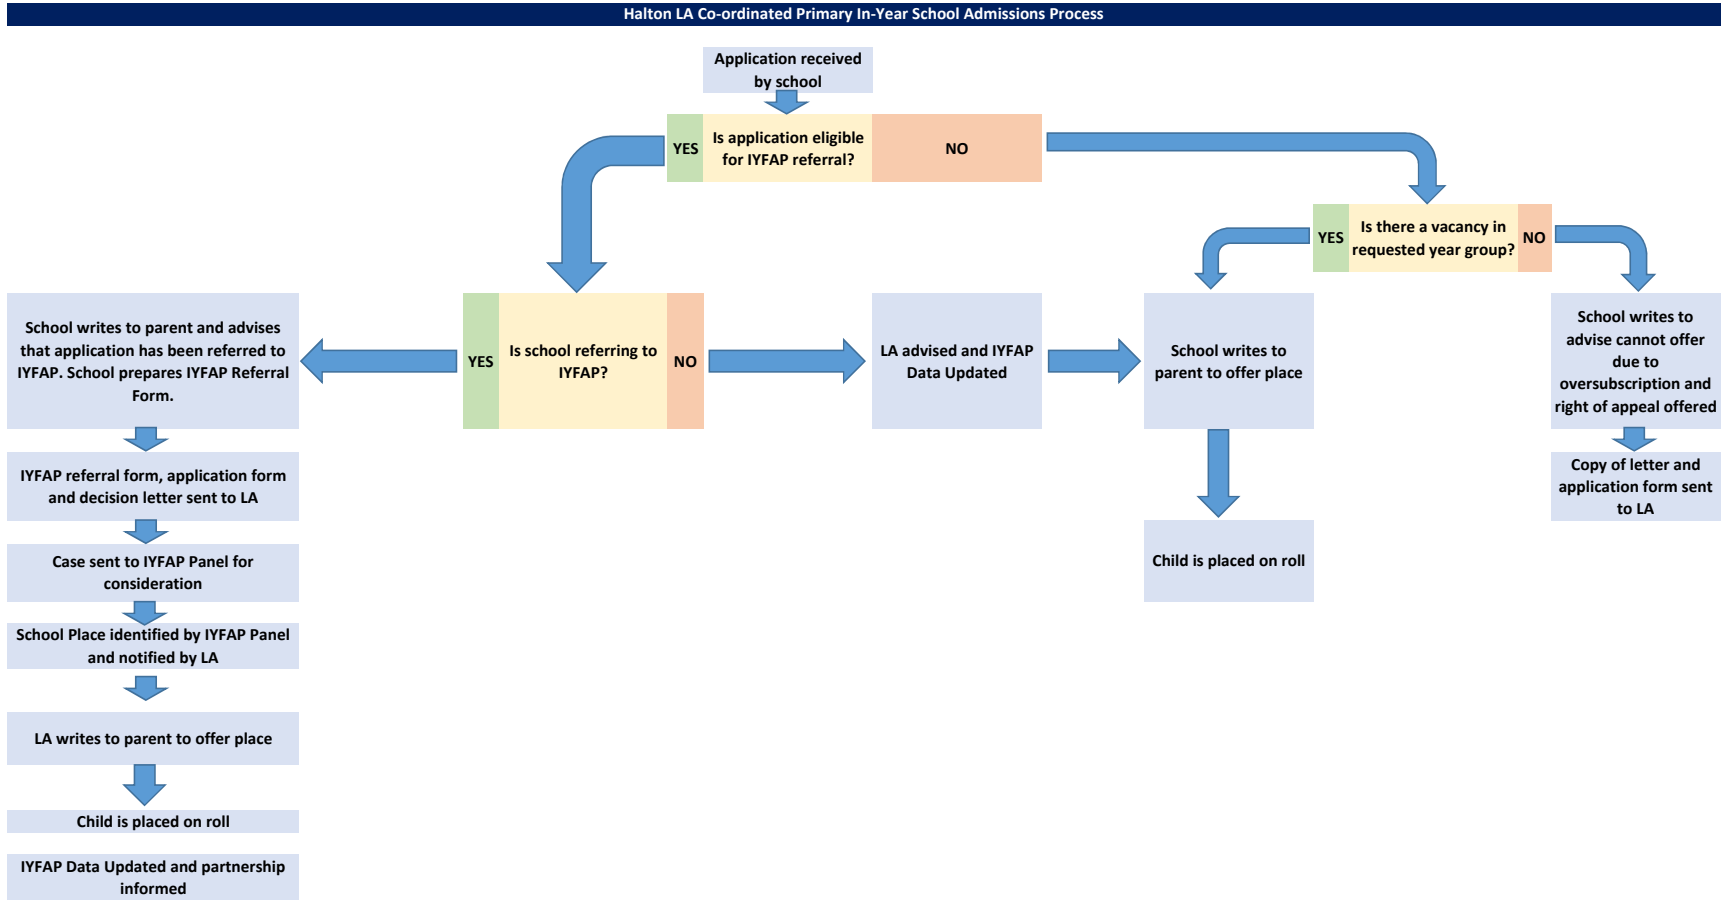 Halton LA Co-ordinated Primary In-Year School Admissions Process
Application received
by school
YES
Is application eligible
for IYFAP referral?
NO
YES
Is there a vacancy in
requested year group?
NO
School writes to parent and advises
that application has been referred to
IYFAP. School prepares IYFAP Referral
Form.
YES
Is school referring to
IYFAP?
NO
LA advised and IYFAP
Data Updated
School writes to
parent to offer place
School writes to
advise cannot offer
due to
oversubscription and
right of appeal offered
IYFAP referral form, application form
and decision letter sent to LA
Copy of letter and
application form sent
to LA
Case sent to IYFAP Panel for
consideration
Child is placed on roll
School Place identified by IYFAP Panel
and notified by LA
LA writes to parent to offer place
Child is placed on roll
IYFAP Data Updated and partnership
informed